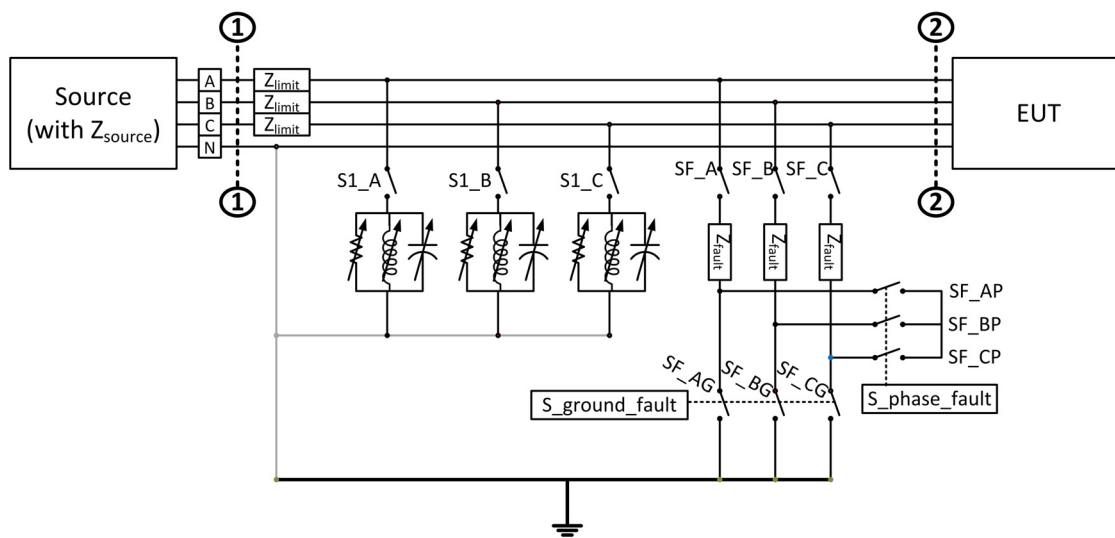 1
2
Source
(with Zsource)
A
B
C
N
Zlimit
Zlimit
Zlimit
EUT
1
2
S1_A
S1_B
S1_C
SF_A
SF_B
SF_C
Zfault
Zfault
Zfault
SF_AP
SF_BP
SF_CP
SF_AG
SF_BG
SF_CG
S_ground_fault
S_phase_fault